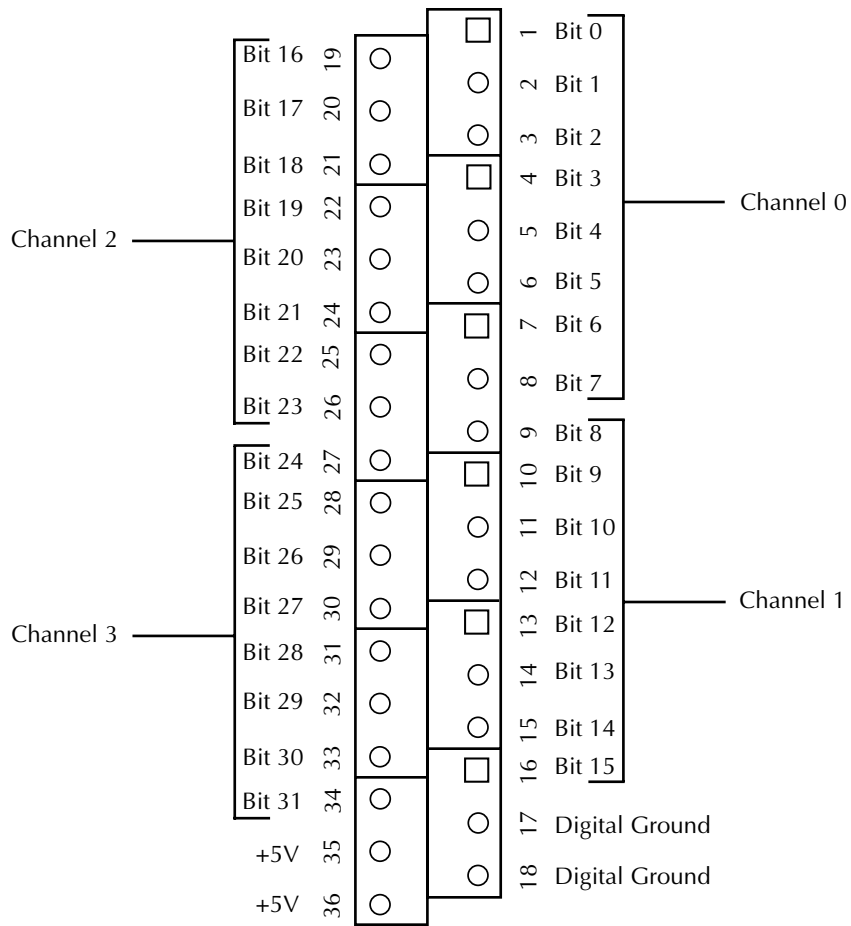 1 Bit 0
Bit 16 19
2 Bit 1
Bit 17 20
3 Bit 2
Bit 18 21
4 Bit 3
Channel 0
Bit 19 22
5 Bit 4
Channel 2
Bit 20 23
6 Bit 5
Bit 21 24
7 Bit 6
Bit 22 25
8 Bit 7
Bit 23 26
9 Bit 8
Bit 24 27
10 Bit 9
Bit 25 28
11 Bit 10
Bit 26 29
12 Bit 11
Channel 1
Bit 27 30
13 Bit 12
Channel 3
Bit 28 31
14 Bit 13
Bit 29 32
15 Bit 14
Bit 30 33
16 Bit 15
Bit 31 34
17 Digital Ground
+5V 35
18 Digital Ground
+5V 36